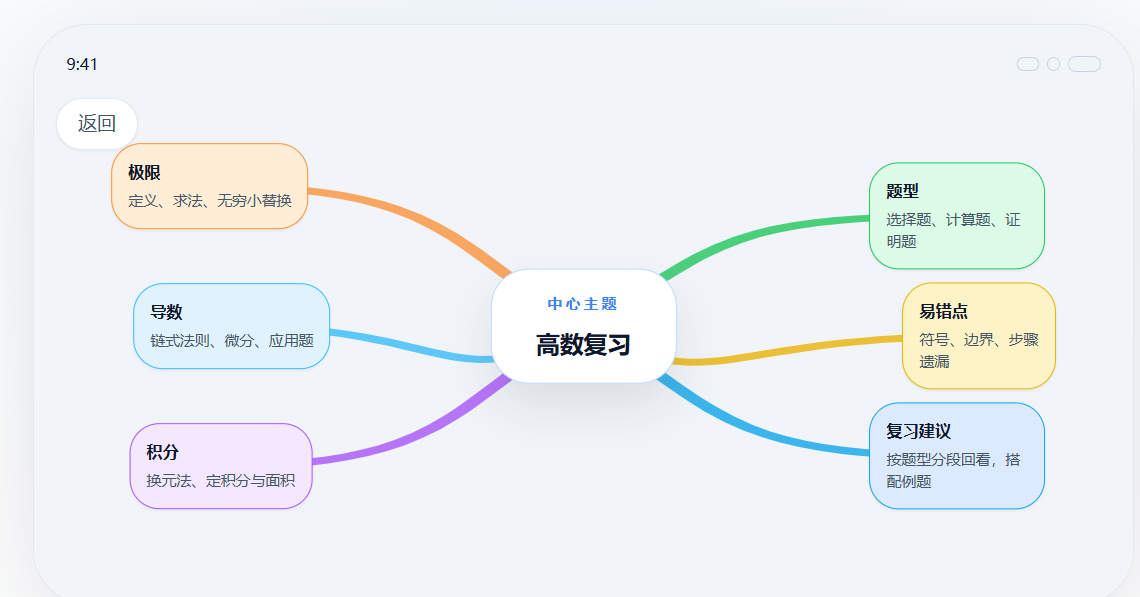 9:41
返回
极限
定义、求法、无穷小替换
导数
链式法则、微分、应用题
积分
换元法、定积分与面积
中心主题
高数复习
题型
选择题、计算题、证
明题
易错点
符号、边界、步骤
遗漏
复习建议
按题型分段回看，搭
配例题